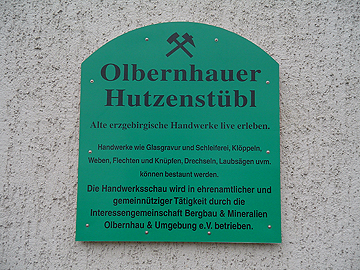 Olbernhauer
Hutzenstübl
Alte erzgebirgische Handwerke live erleben.
Handwerke wie Glasgravur und Schleiferei, Klöppeln,
Weben, Flechten und Knüpfen, Drechseln, Laubsägen uvm.
können bestaunt werden.
Die Handwerksschau wird in ehrenamtlicher und
gemeinnütziger Tätigkeit durch die
Interessengemeinschaft Bergbau & Mineralien
Olbernhau & Umgebung e.V. betrieben.